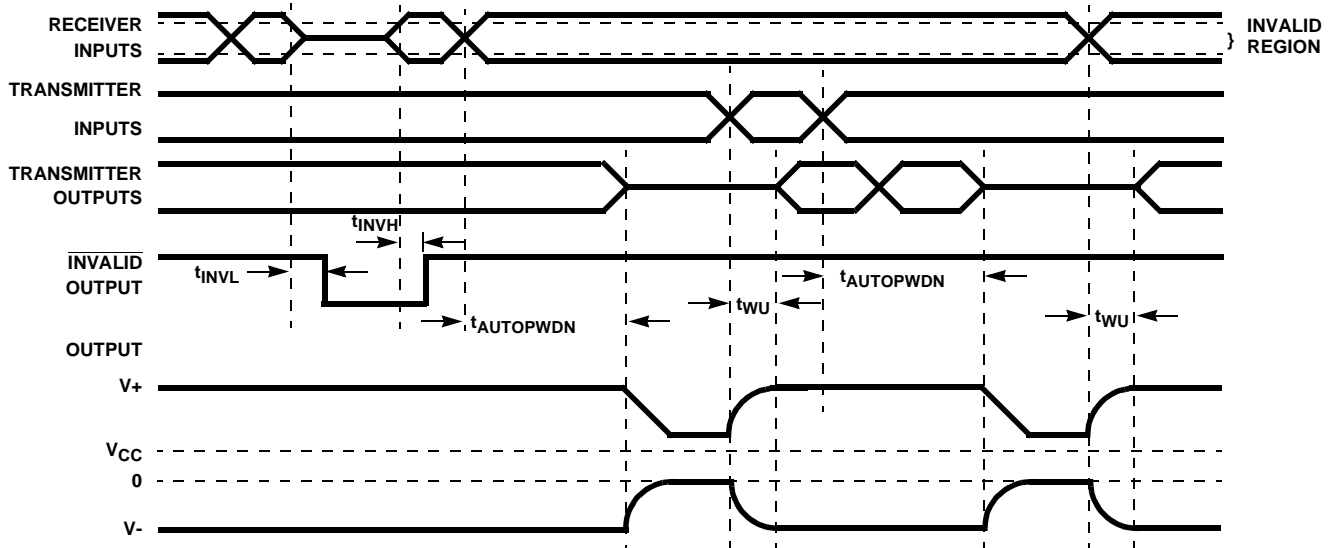 RECEIVER
INPUTS
} INVALID
REGION
TRANSMITTER
INPUTS
TRANSMITTER
OUTPUTS
tINVH
INVALID
OUTPUT
tINVL
tAUTOPWDN
tWU
tAUTOPWDN
tWU
OUTPUT
V+
VCC
0
V-